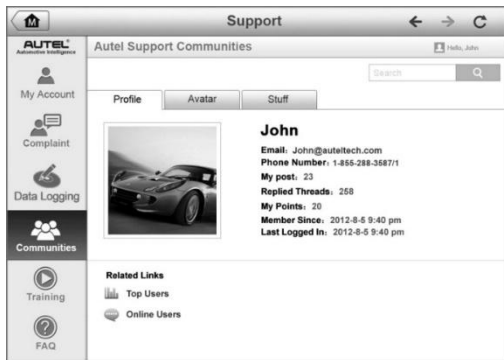 M
Support
AUTEL®
Automotive Intelligence
Autel Support Communities
Hello, John
Search
My Account
Complaint
Data Logging
Communities
Training
FAQ
Profile
Avatar
Stuff
John
Email: John@auteltech.com
Phone Number: 1-855-288-3587/1
My post: 23
Replied Threads: 258
My Points: 20
Member Since: 2012-8-5 9:40 pm
Last Logged In: 2012-8-5 9:40 pm
Related Links
Top Users
Online Users